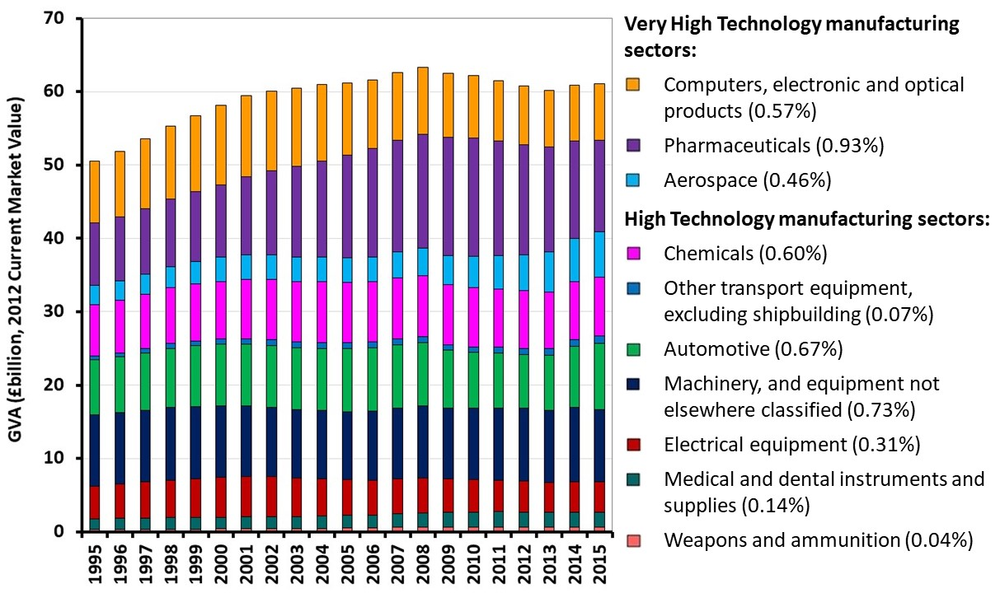 GVA (£billion, 2012 Current Market Value)
70
60
50
40
30
20
10
0
1995
1996
1997
1998
1999
2000
2001
2002
2003
2004
2005
2006
2007
2008
2009
2010
2011
2012
2013
2014
2015
Very High Technology manufacturing
sectors:
Computers, electronic and optical
products (0.57%)
Pharmaceuticals (0.93%)
Aerospace (0.46%)
High Technology manufacturing sectors:
Chemicals (0.60%)
Other transport equipment,
excluding shipbuilding (0.07%)
Automotive (0.67%)
Machinery, and equipment not
elsewhere classified (0.73%)
Electrical equipment (0.31%)
Medical and dental instruments and
supplies (0.14%)
Weapons and ammunition (0.04%)